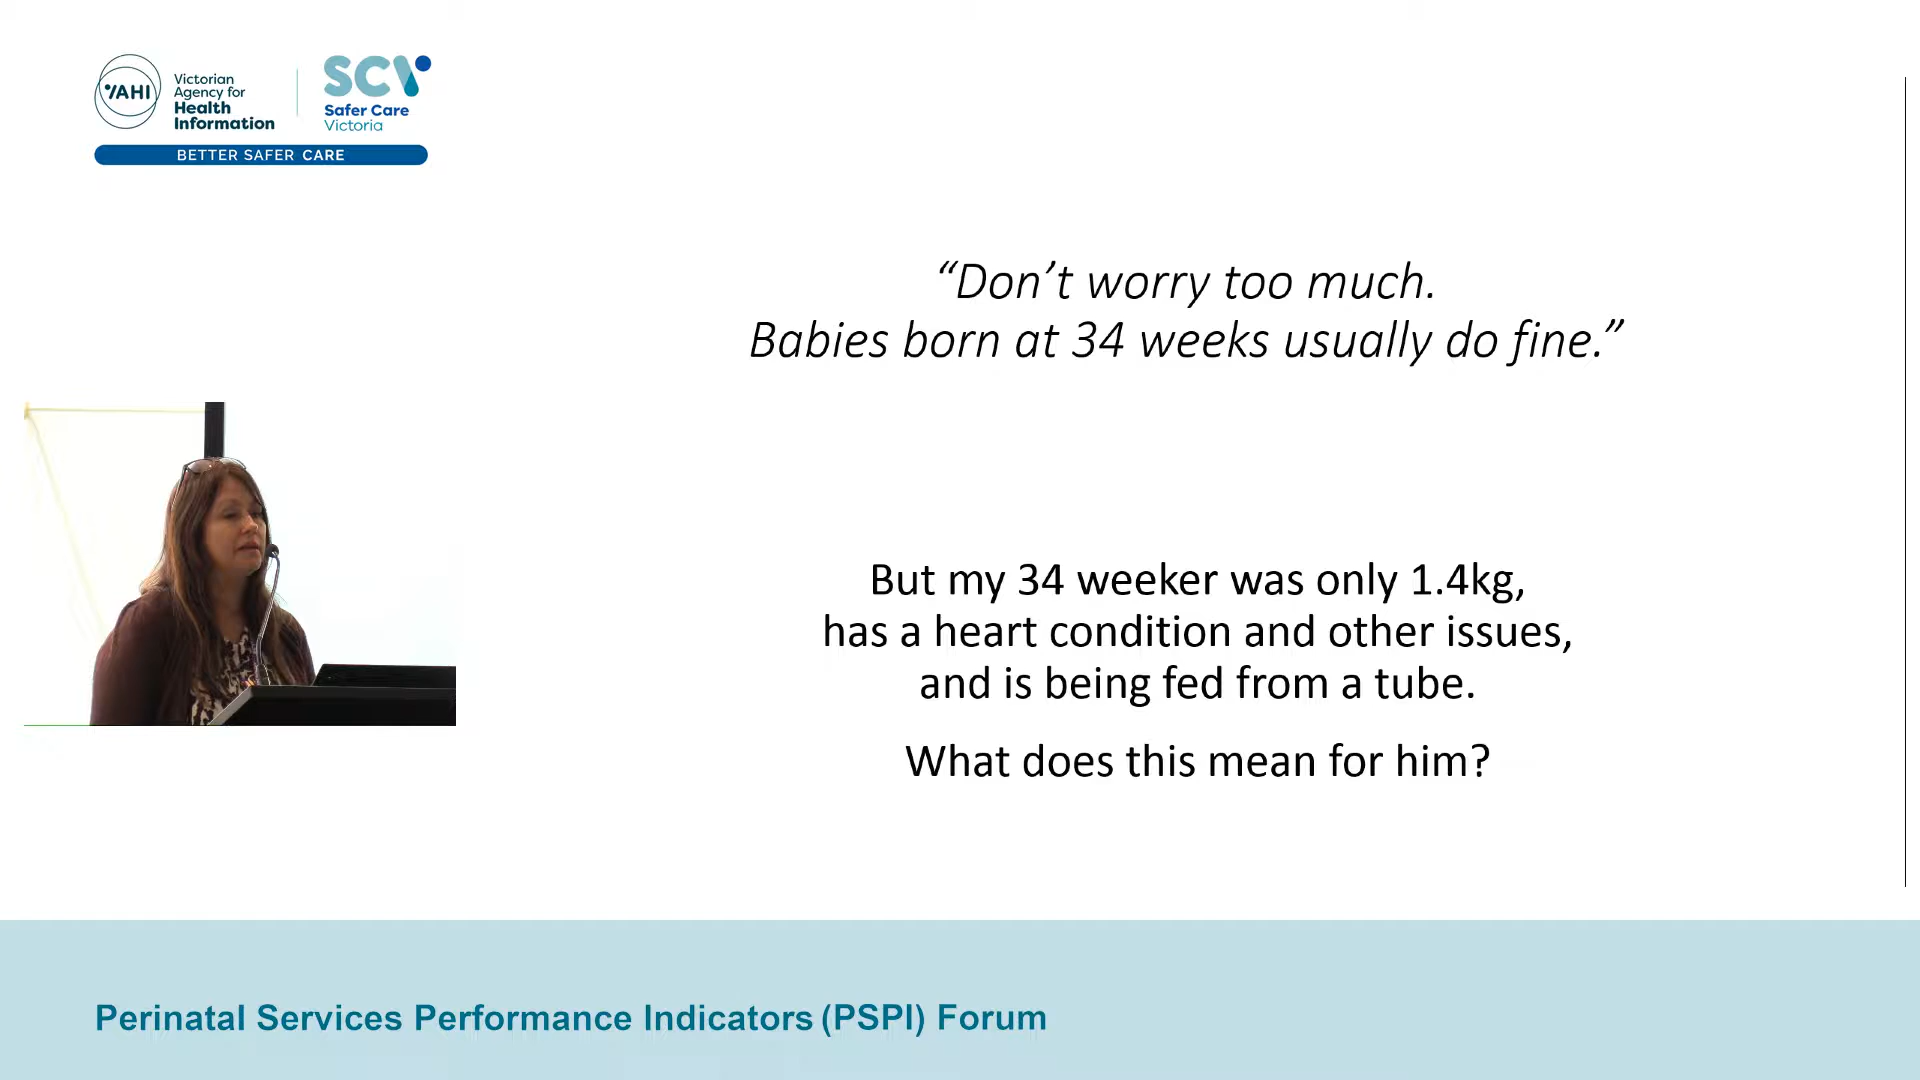 VAHI
Victorian
Agency for
Health
Information
SCV
Safer Care
Victoria
BETTER SAFER CARE
“Don’t worry too much.
Babies born at 34 weeks usually do fine.”
But my 34 weeker was only 1.4kg,
has a heart condition and other issues,
and is being fed from a tube.
What does this mean for him?
Perinatal Services Performance Indicators (PSPI) Forum